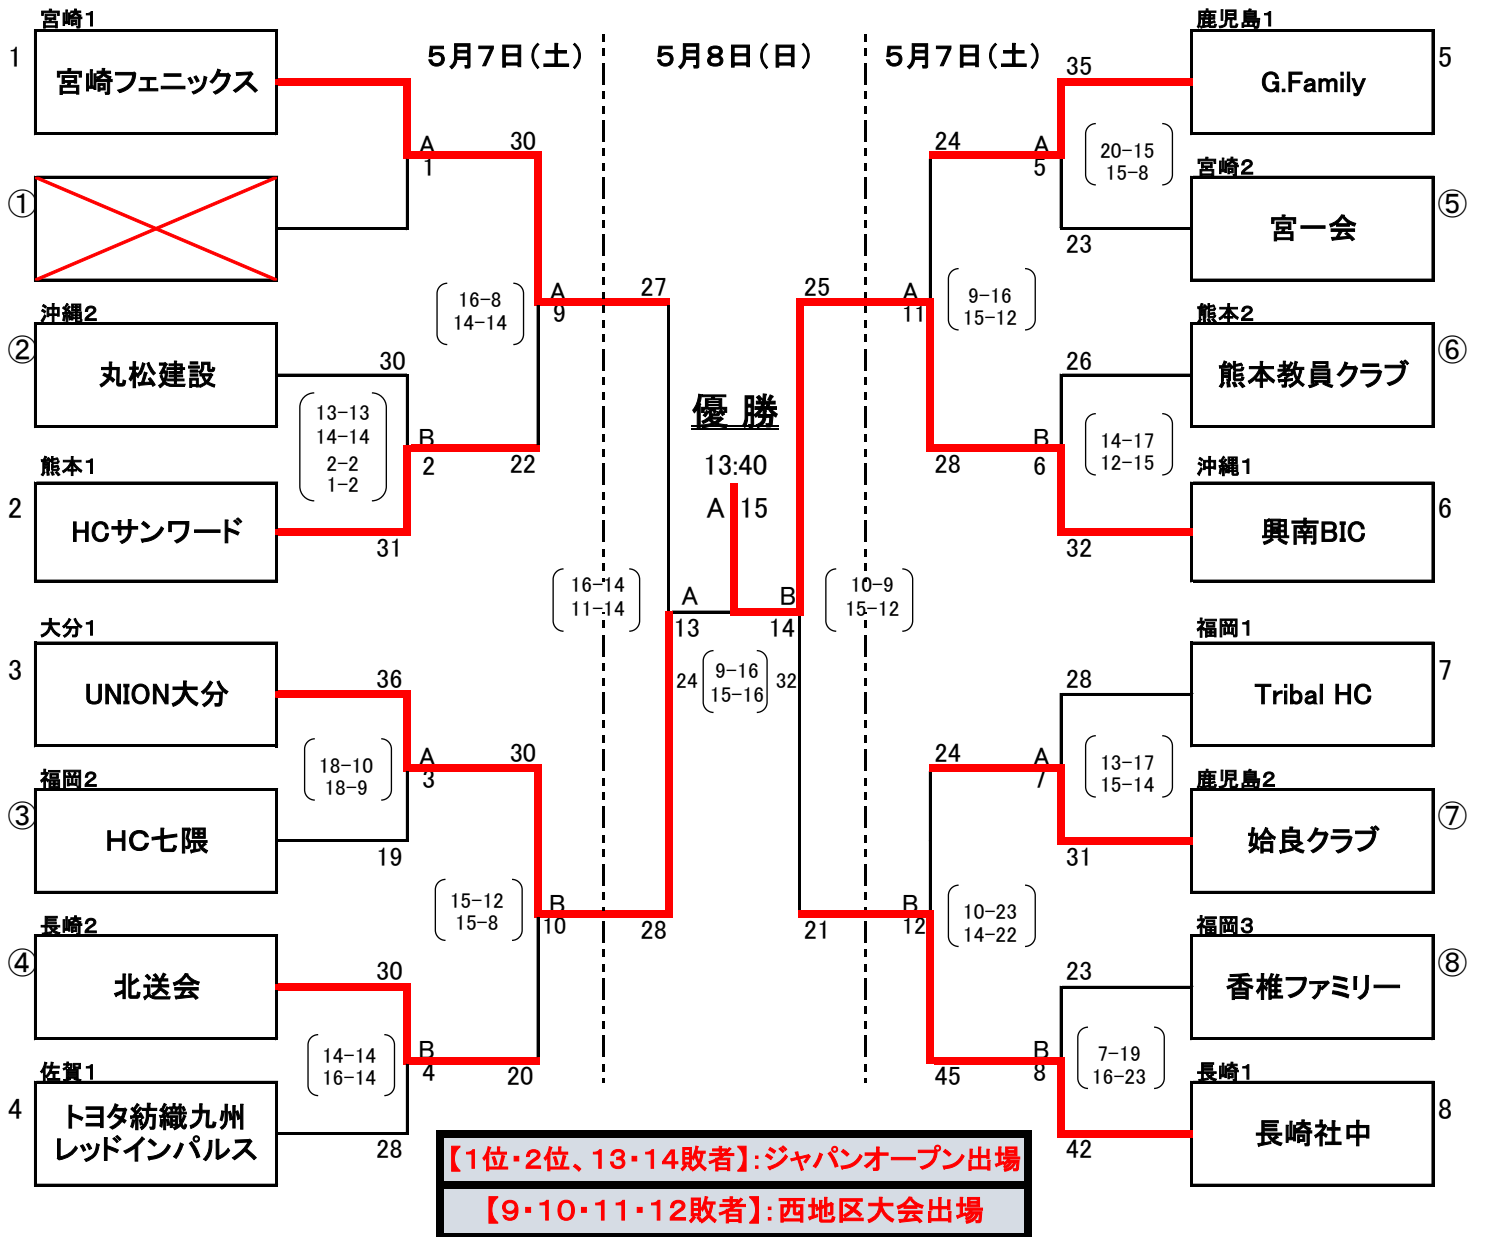 5月7日（土）
5月8日（日）
5月7日（土）
宮崎1
1
宮崎フェニックス
①
沖縄2
②
丸松建設
熊本1
2
HCサンワード
大分1
3
UNION大分
福岡2
③
HC七隈
長崎2
④
北送会
佐賀1
4
トヨタ紡織九州
レッドインパルス
A
1
30
30
13-13
14-14
2-2
1-2
B
2
31
22
16-8
14-14
A
9
27
36
18-10
18-9
A
3
19
30
30
14-14
16-14
B
4
28
20
15-12
15-8
B
10
28
16-14
11-14
A
13
優 勝
13:40
A
15
24
9-16
15-16
32
B
14
10-9
15-12
25
A
11
9-16
15-12
24
A
5
35
20-15
15-8
23
28
B
6
26
14-17
12-15
32
21
B
12
10-23
14-22
24
A
7
28
13-17
15-14
31
45
B
8
23
7-19
16-23
42
鹿児島1
G.Family
5
宮崎2
宮一会
⑤
熊本2
熊本教員クラブ
⑥
沖縄1
興南BIC
6
福岡1
Tribal HC
7
鹿児島2
姶良クラブ
⑦
福岡3
香椎ファミリー
⑧
長崎1
長崎社中
8
【1位・2位、13・14敗者】：ジャパンオープン出場
【9・10・11・12敗者】：西地区大会出場